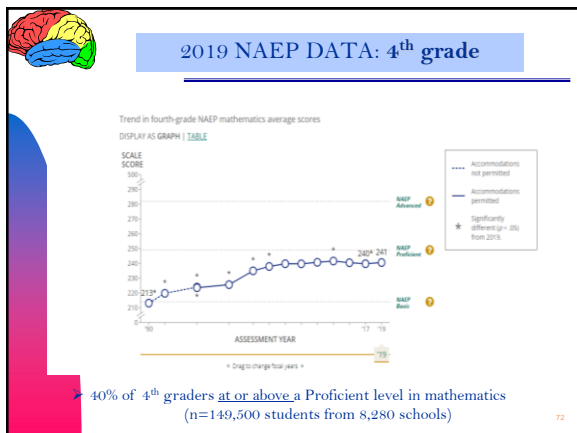 2019 NAEP DATA: 4th grade
Trend in fourth-grade NAEP mathematics average scores
DISPLAY AS GRAPH | TABLE
SCALE
SCORE
500
290
280
270
260
250
240
230
220
210
0
213*
*
*
*
*
*
*
*
*
240* 241
NAEP
Advanced ?
NAEP
Proficient ?
NAEP
Basic ?
Accommodations
not permitted
Accommodations
permitted
* Significantly
different (p < .05)
from 2019.
'90 '17 '19
ASSESSMENT YEAR
'19
Drag to change focal years
➤ 40% of 4th graders at or above a Proficient level in mathematics
(n=149,500 students from 8,280 schools)
72